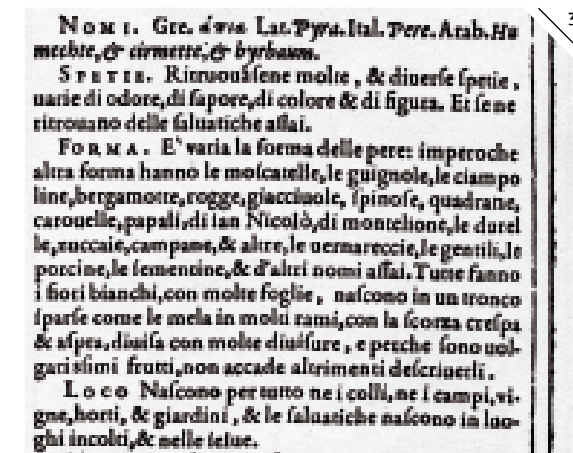 NOMI. Gre. ἄπια Lat. Pyra. Ital. Pere. Arab. Hu
mechte, & cirmette, & byrbaum.
SPETIE. Ritruouãſene molte, & diuerſe ſpetie,
uarie di odore, di ſapore, di colore & di figura. Et ſene
ritrouano delle ſaluatiche aſſai.
FORMA. E' varia la forma delle pere: imperoche
altra forma hanno le moſcatelle, le guignole, le ciampo
line, bergamotte, rogge, giacciuole, ſpinoſe, quadrane,
carouelle, papali, di ſan Nicolò, di montelione, le durel
le, zuccaie, campane, & altre, le uernareccie, le gentili, le
porcine, le ſementine, & d'altri nomi aſſai. Tutte fanno
i fiori bianchi, con molte foglie, naſcono in un tronco
ſparſe come le mela in molti rami, con la ſcorza creſpa
& aſpra, diuiſa con molte diuiſure, e perche ſono uol-
gariſſimi frutti, non accade altrimenti deſcriuerli.
LOCO Naſcono per tutto ne i colli, ne i campi, vi-
gne, horti, & giardini, & le ſaluatiche naſcono in luo-
ghi incolti, & nelle ſelue.